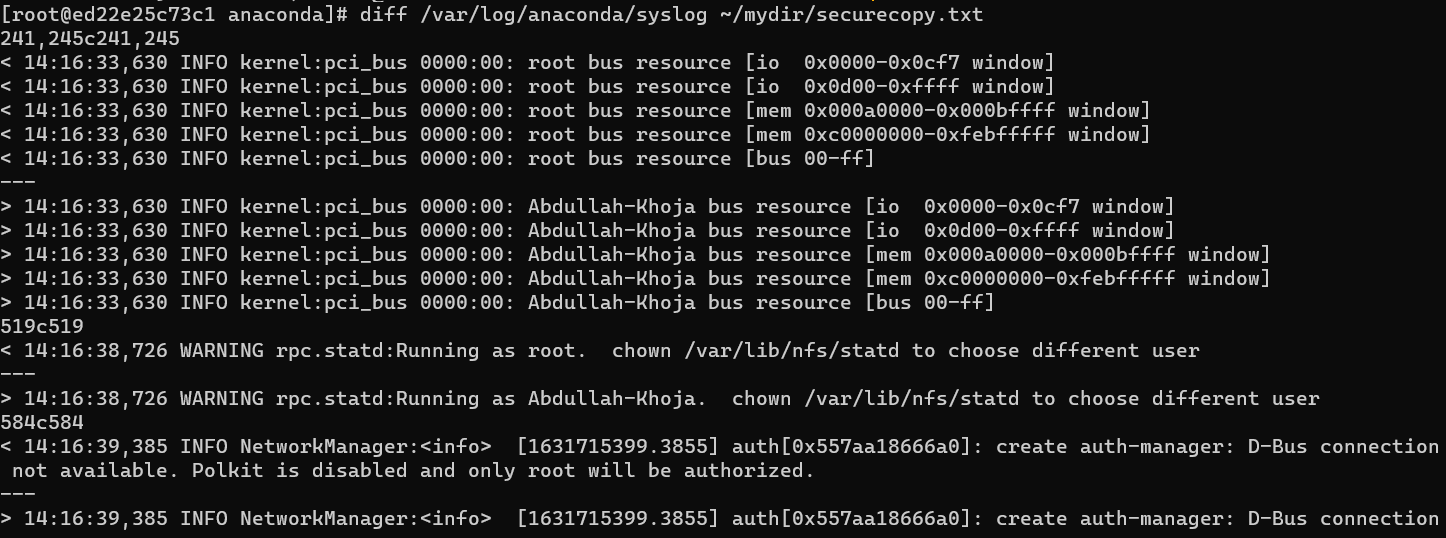 [root@ed22e25c73c1 anaconda]# diff /var/log/anaconda/syslog ~/mydir/securecopy.txt
241,245c241,245
< 14:16:33,630 INFO kernel:pci_bus 0000:00: root bus resource [io  0x0000-0x0cf7 window]
< 14:16:33,630 INFO kernel:pci_bus 0000:00: root bus resource [io  0x0d00-0xffff window]
< 14:16:33,630 INFO kernel:pci_bus 0000:00: root bus resource [mem 0x000a0000-0x000bffff window]
< 14:16:33,630 INFO kernel:pci_bus 0000:00: root bus resource [mem 0xc0000000-0xfebfffff window]
< 14:16:33,630 INFO kernel:pci_bus 0000:00: root bus resource [bus 00-ff]
---
> 14:16:33,630 INFO kernel:pci_bus 0000:00: Abdullah-Khoja bus resource [io  0x0000-0x0cf7 window]
> 14:16:33,630 INFO kernel:pci_bus 0000:00: Abdullah-Khoja bus resource [io  0x0d00-0xffff window]
> 14:16:33,630 INFO kernel:pci_bus 0000:00: Abdullah-Khoja bus resource [mem 0x000a0000-0x000bffff window]
> 14:16:33,630 INFO kernel:pci_bus 0000:00: Abdullah-Khoja bus resource [mem 0xc0000000-0xfebfffff window]
> 14:16:33,630 INFO kernel:pci_bus 0000:00: Abdullah-Khoja bus resource [bus 00-ff]
519c519
< 14:16:38,726 WARNING rpc.statd:Running as root.  chown /var/lib/nfs/statd to choose different user
---
> 14:16:38,726 WARNING rpc.statd:Running as Abdullah-Khoja.  chown /var/lib/nfs/statd to choose different user
584c584
< 14:16:39,385 INFO NetworkManager:<info>  [1631715399.3855] auth[0x557aa18666a0]: create auth-manager: D-Bus connection
 not available. Polkit is disabled and only root will be authorized.
---
> 14:16:39,385 INFO NetworkManager:<info>  [1631715399.3855] auth[0x557aa18666a0]: create auth-manager: D-Bus connection